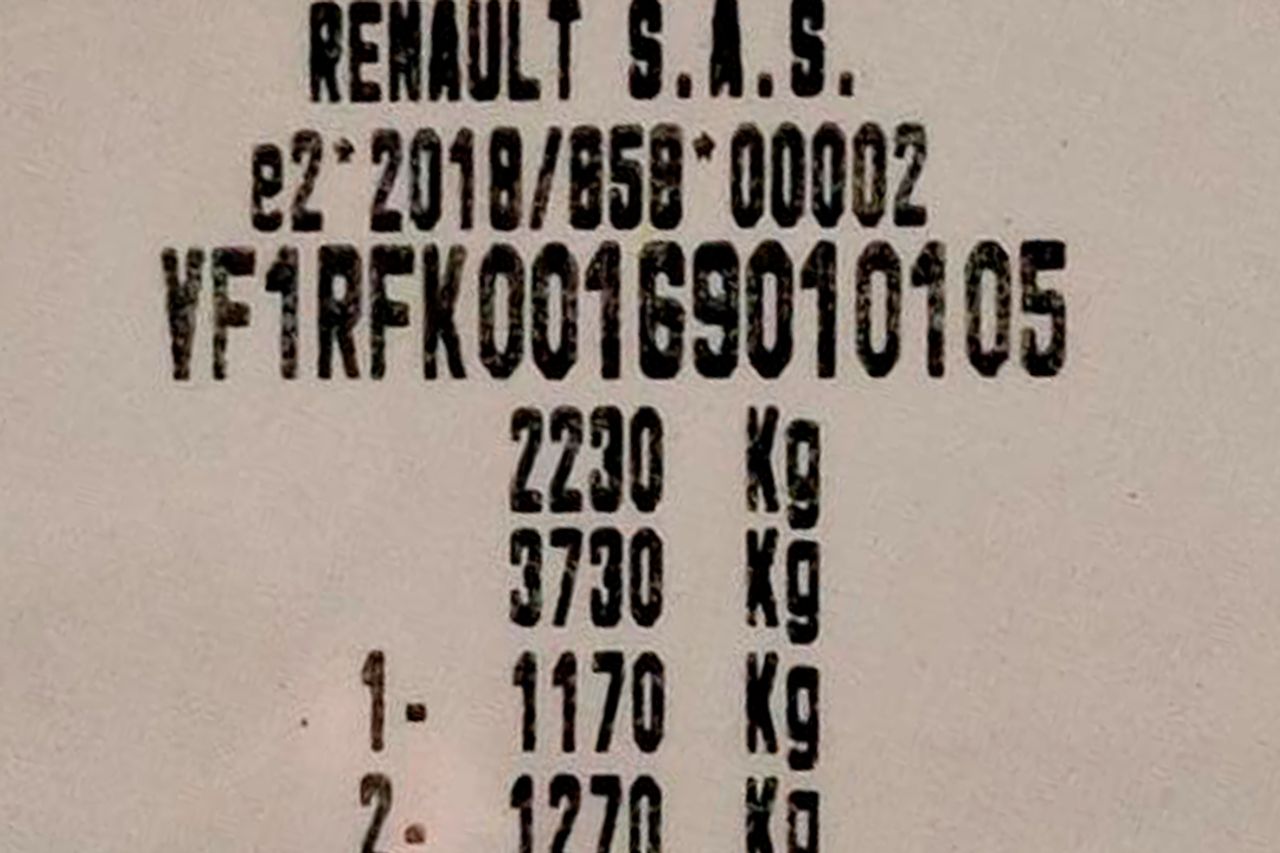 RENAULT S.A.S.
e2*2018/858*00002
VF1RFK00169010105
2230 Kg
3730 Kg
1- 1170 Kg
2- 1270 Kg